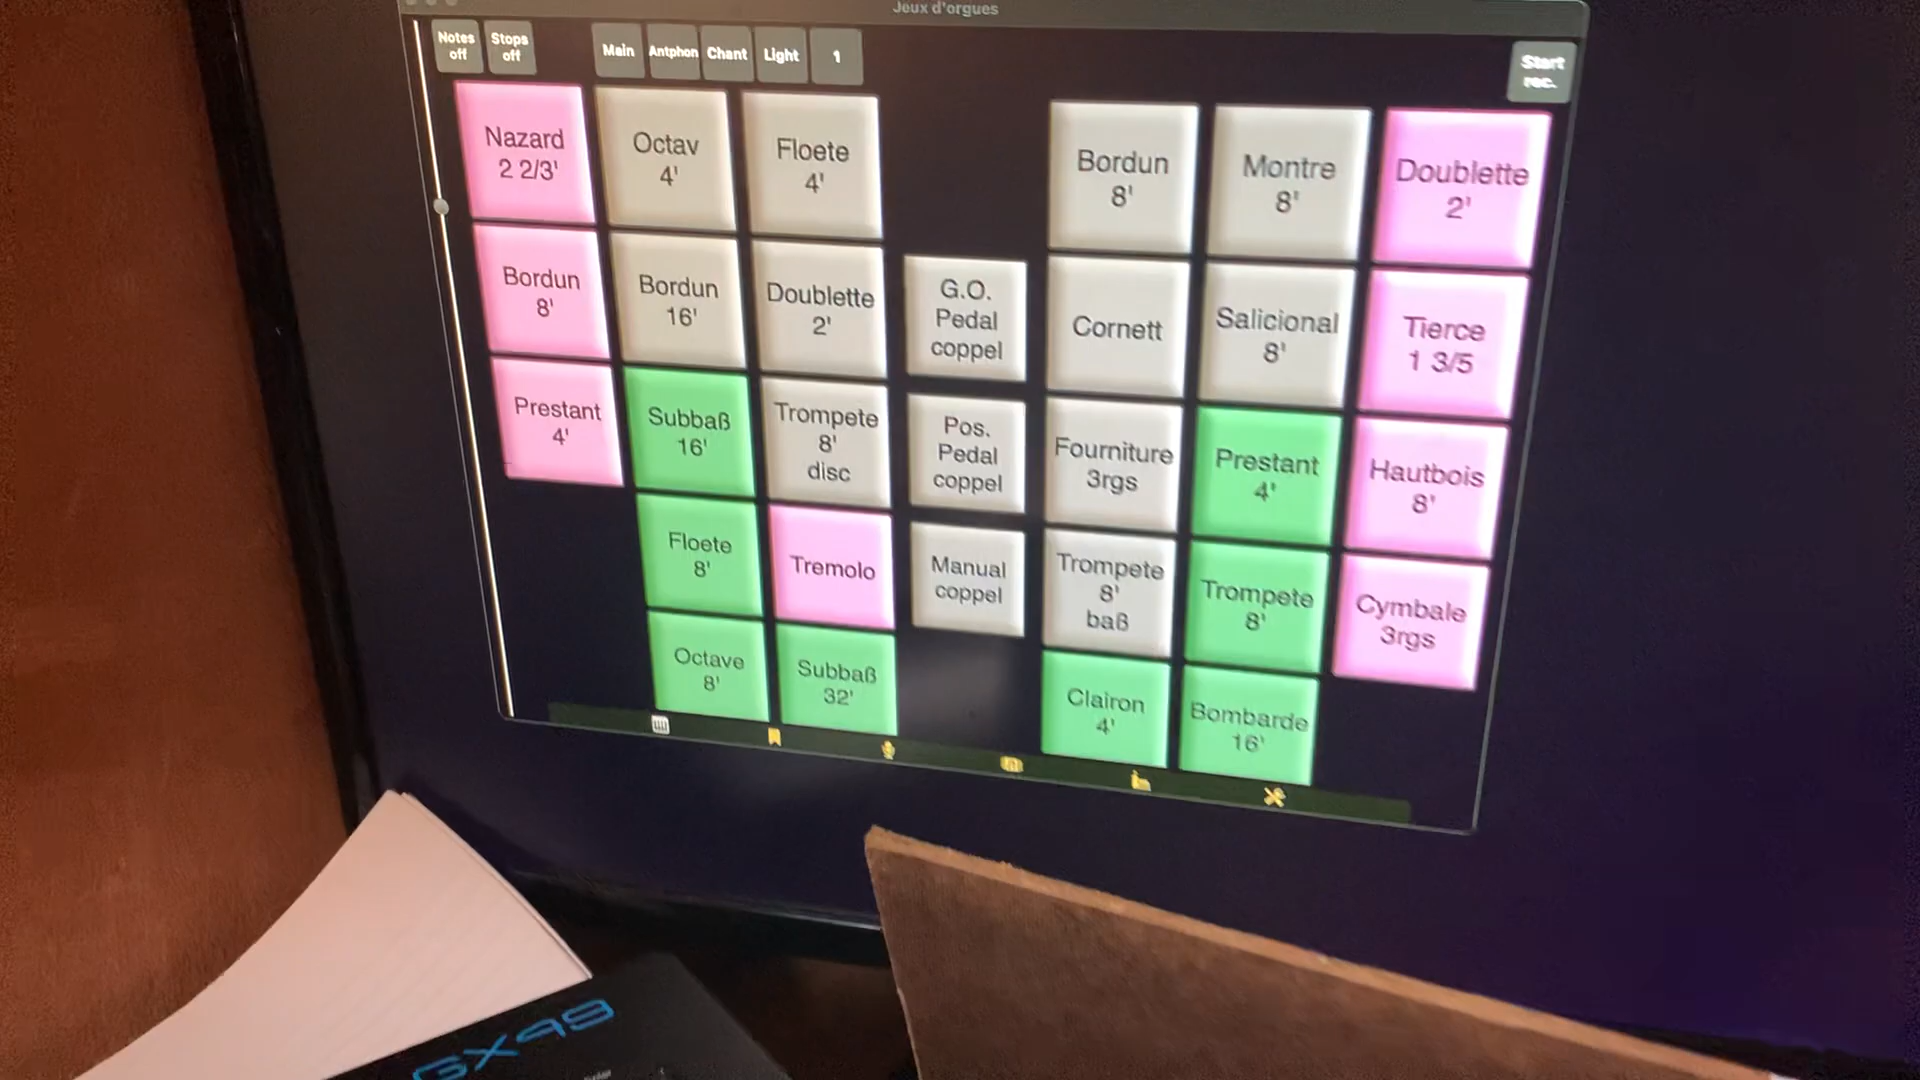 Jeux d'orgues
Notes
off
Stops
off
Main
Antphon
Chant
Light
1
Start
rec.
Nazard
2 2/3'
Octav
4'
Floete
4'
Bordun
8'
Montre
8'
Doublette
2'
Bordun
8'
Bordun
16'
Doublette
2'
G.O.
Pedal
coppel
Cornett
Salicional
8'
Tierce
1 3/5
Prestant
4'
Subbaß
16'
Trompete
8'
disc
Pos.
Pedal
coppel
Fourniture
3rgs
Prestant
4'
Hautbois
8'
Floete
8'
Tremolo
Manual
coppel
Trompete
8'
baß
Trompete
8'
Cymbale
3rgs
Octave
8'
Subbaß
32'
Clairon
4'
Bombarde
16'
GX49